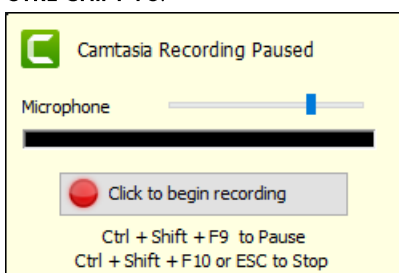 Camtasia Recording Paused
Microphone
Click to begin recording
Ctrl + Shift + F9 to Pause
Ctrl + Shift + F10 or ESC to Stop